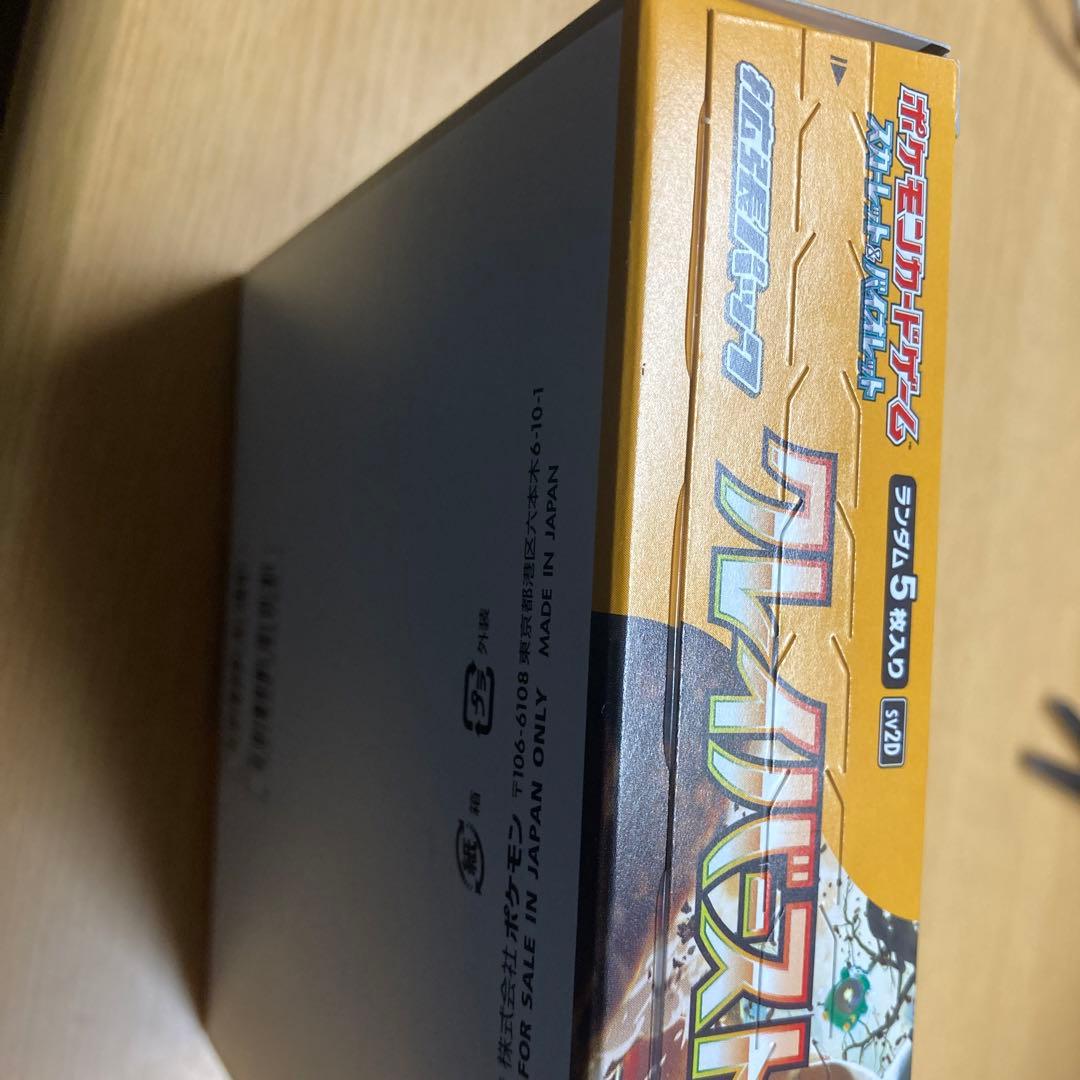 ポケモンカードゲーム
スカーレット&バイオレット
ランダム5枚入り
SV2D
拡張パック
クレイバースト
プラ 外装
紙 箱
株式会社ポケモン 〒106-6108 東京都港区六本木6-10-1
FOR SALE IN JAPAN ONLY MADE IN JAPAN